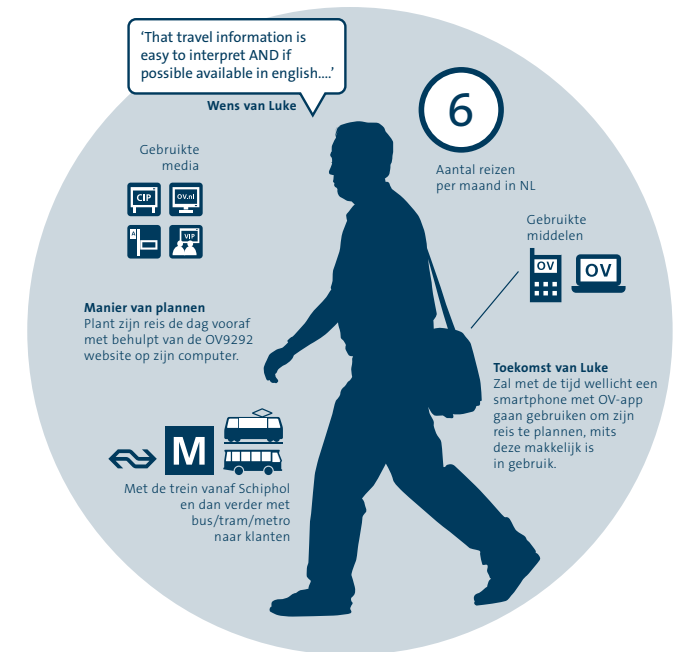 ‘That travel information is
easy to interpret AND if
possible available in english....’
Wens van Luke
6
Aantal reizen
per maand in NL
Gebruikte
media
CIP
OV.nl
A
VIP
Gebruikte
middelen
OV
OV
Manier van plannen
Plant zijn reis de dag vooraf
met behulpt van de OV9292
website op zijn computer.
Toekomst van Luke
Zal met de tijd wellicht een
smartphone met OV-app
gaan gebruiken om zijn
reis te plannen, mits
deze makkelijk is
in gebruik.
M
Met de trein vanaf Schiphol
en dan verder met
bus/tram/metro
naar klanten